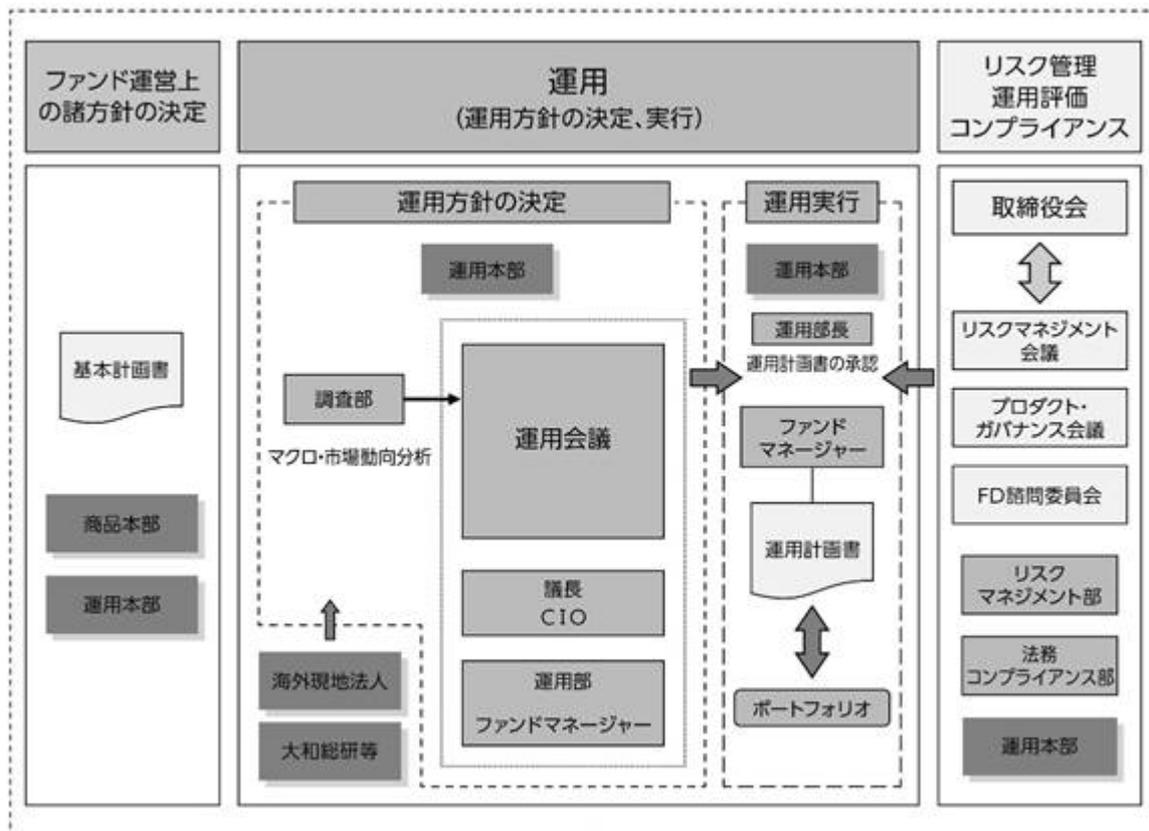 ファンド運営上
の諸方針の決定
基本計画書
商品本部
運用本部
運用
(運用方針の決定、実行)
運用方針の決定
運用本部
調査部
マクロ・市場動向分析
運用会議
議長
CIO
運用部
ファンドマネージャー
海外現地法人
大和総研等
運用実行
運用本部
運用部長
運用計画書の承認
ファンド
マネージャー
運用計画書
ポートフォリオ
リスク管理
運用評価
コンプライアンス
取締役会
リスクマネジメント
会議
プロダクト・
ガバナンス会議
FD諮問委員会
リスク
マネジメント部
法務
コンプライアンス部
運用本部